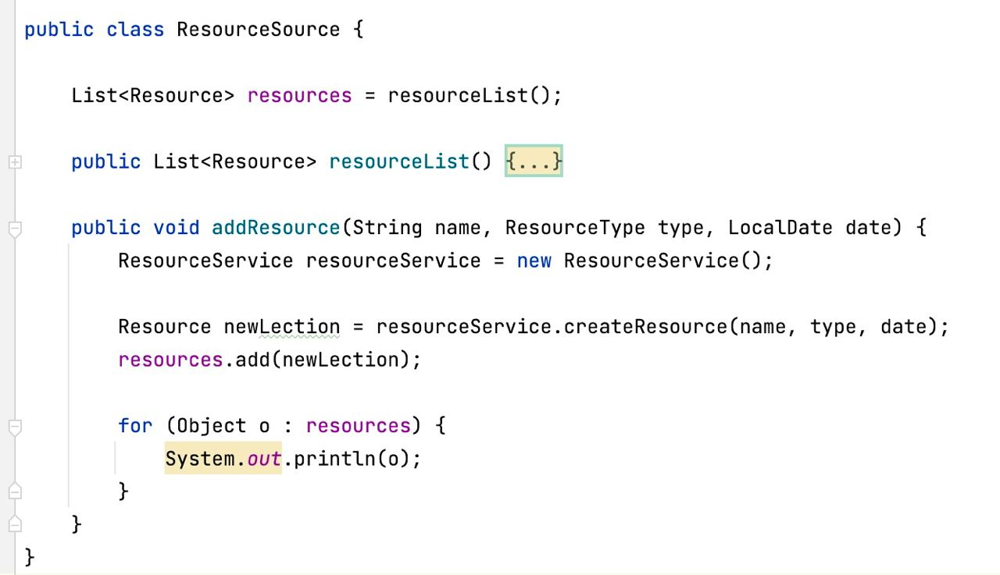 public class ResourceSource {
List<Resource> resources = resourceList();
public List<Resource> resourceList() {...}
public void addResource(String name, ResourceType type, LocalDate date) {
ResourceService resourceService = new ResourceService();
Resource newLection = resourceService.createResource(name, type, date);
resources.add(newLection);
for (Object o : resources) {
System.out.println(o);
}
}
}